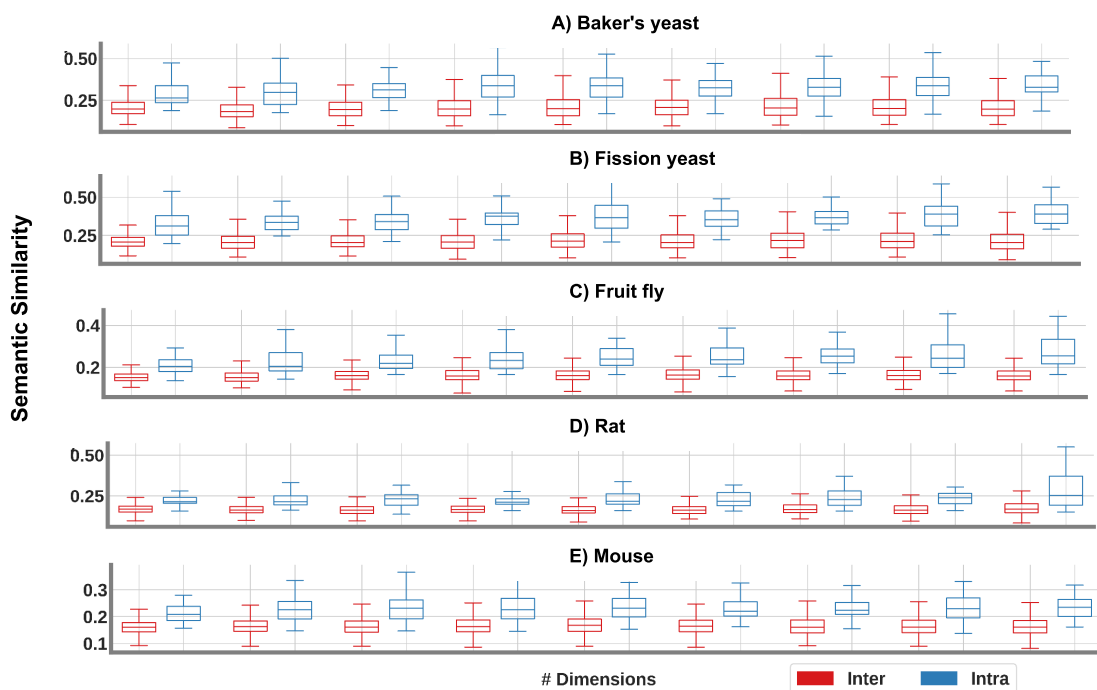 A) Baker's yeast
0.50
0.25
B) Fission yeast
0.50
0.25
Semantic Similarity
C) Fruit fly
0.4
0.2
D) Rat
0.50
0.25
E) Mouse
0.3
0.2
0.1
# Dimensions
Inter
Intra